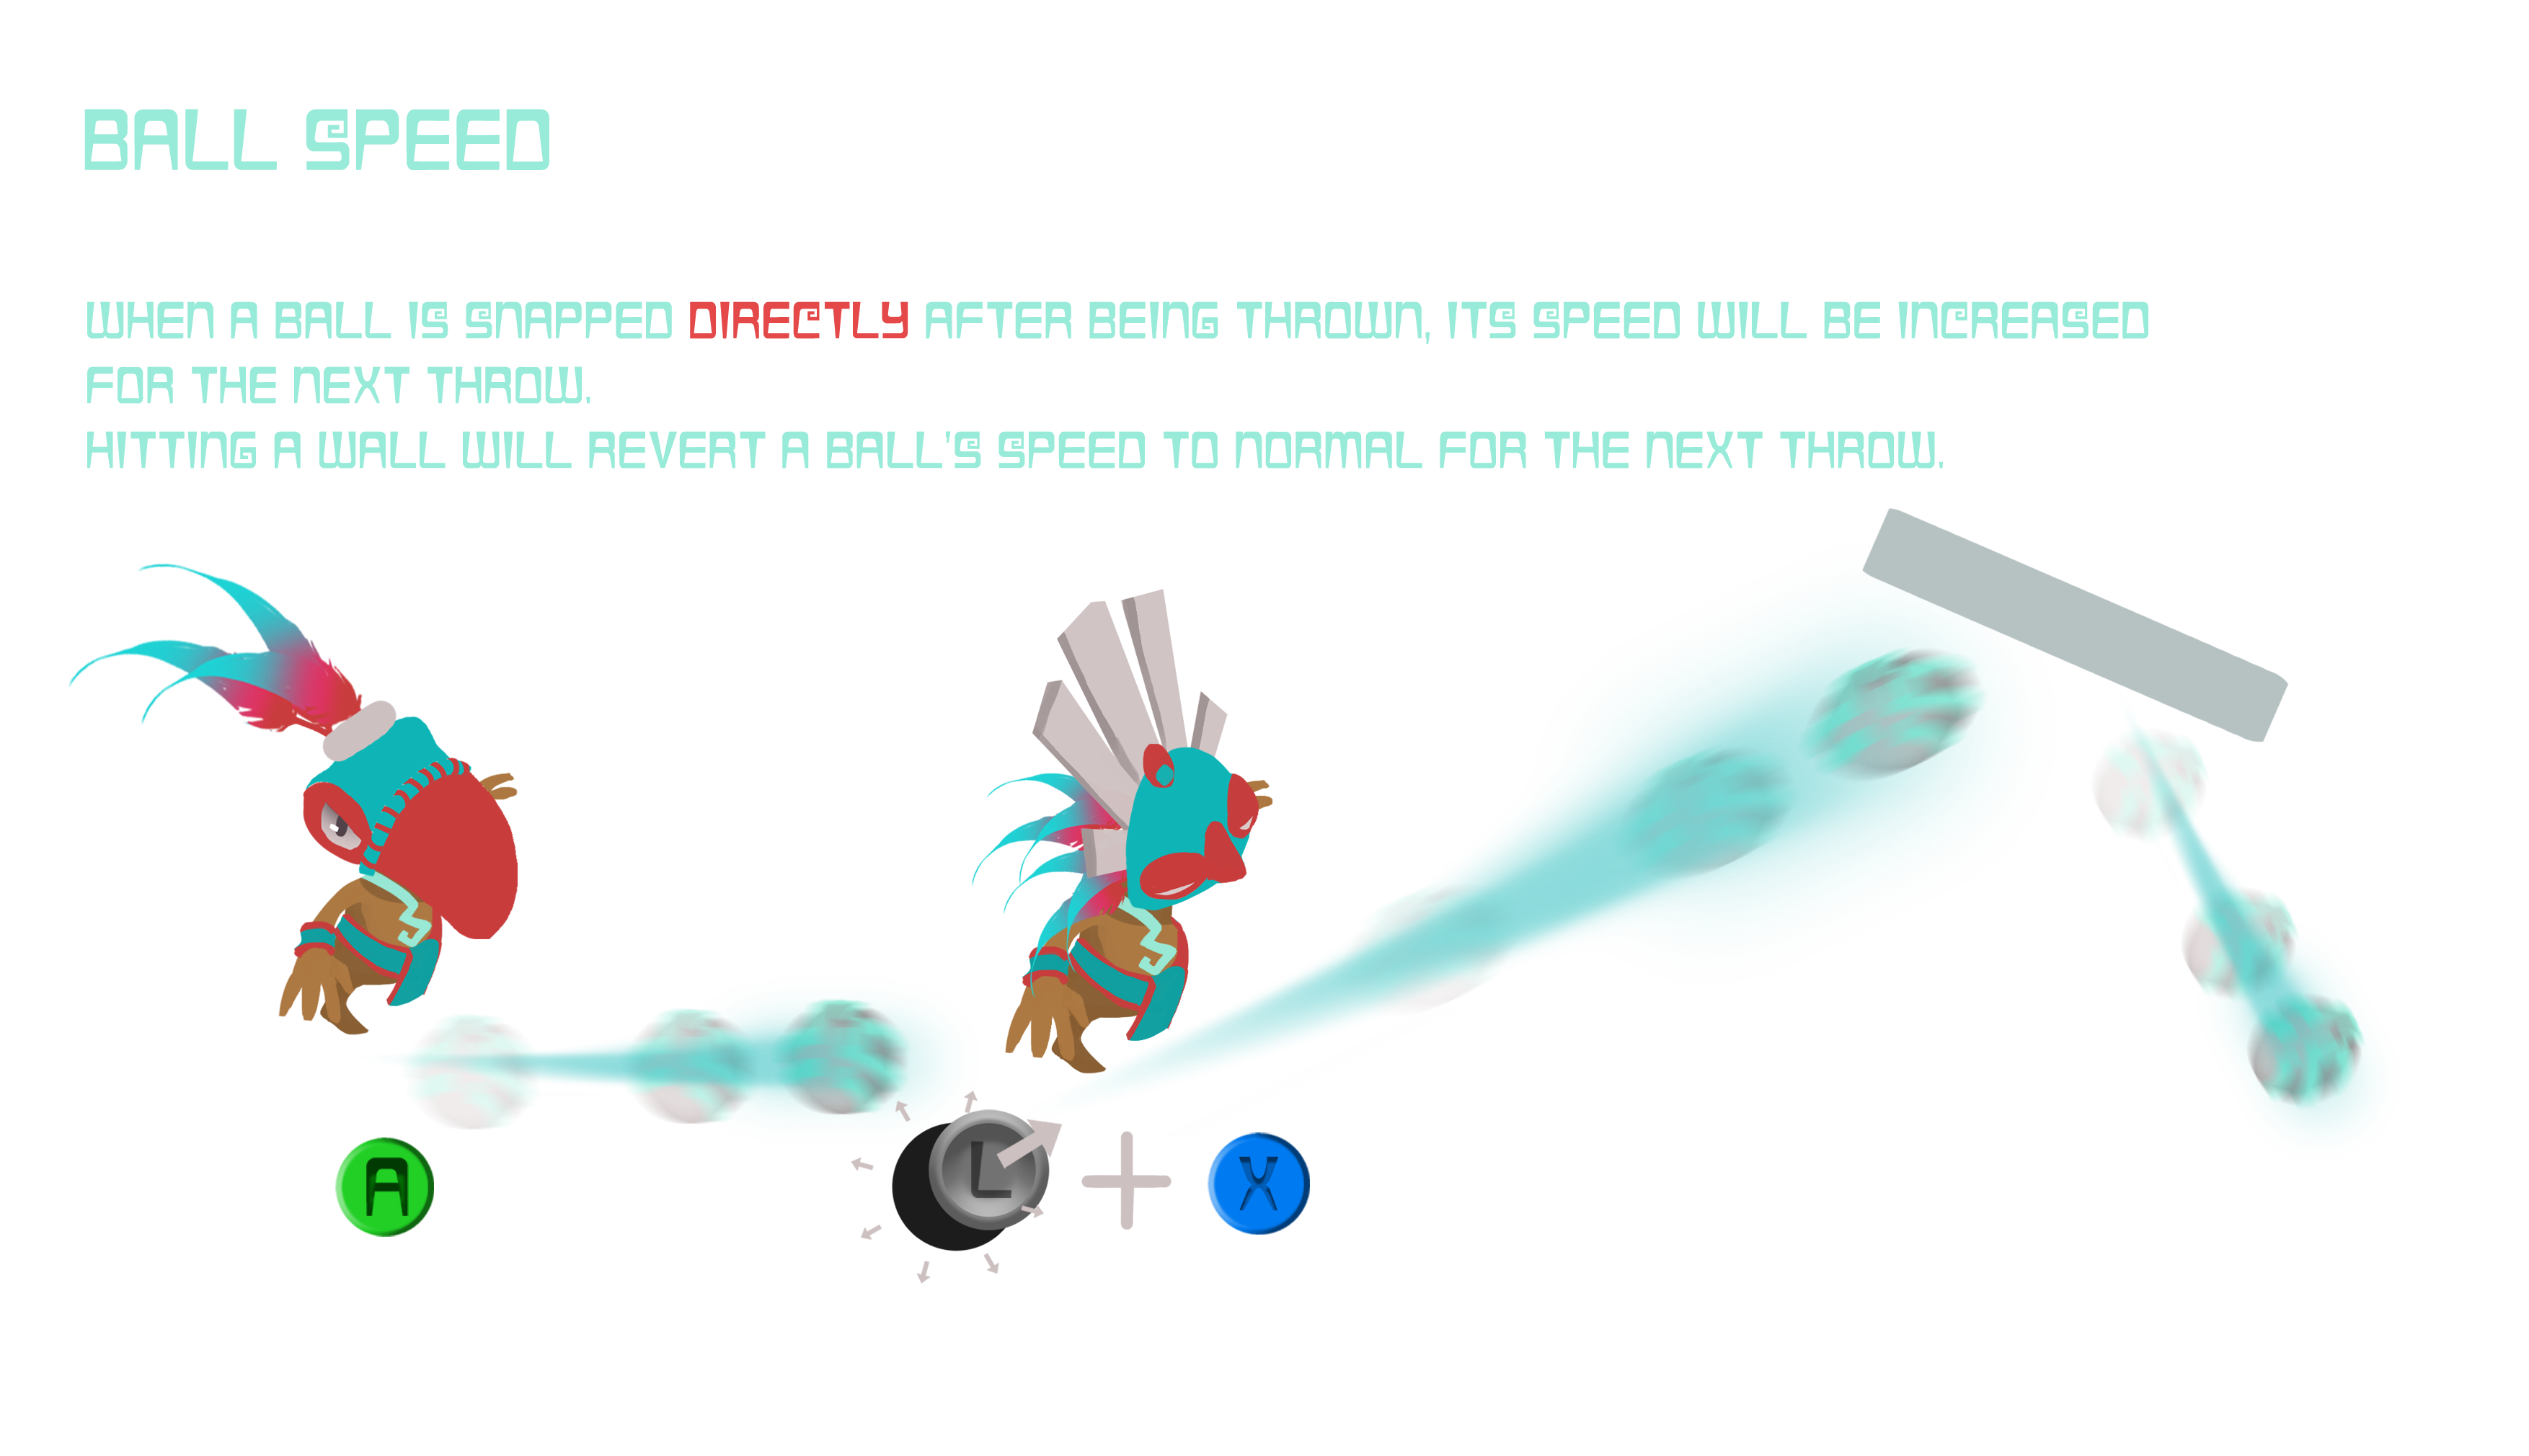 BALL SPEED
WHEN A BALL IS SNAPPED DIRECTLY AFTER BEING THROWN, ITS SPEED WILL BE INCREASED
FOR THE NEXT THROW.
HITTING A WALL WILL REVERT A BALL'S SPEED TO NORMAL FOR THE NEXT THROW.
A
L
X